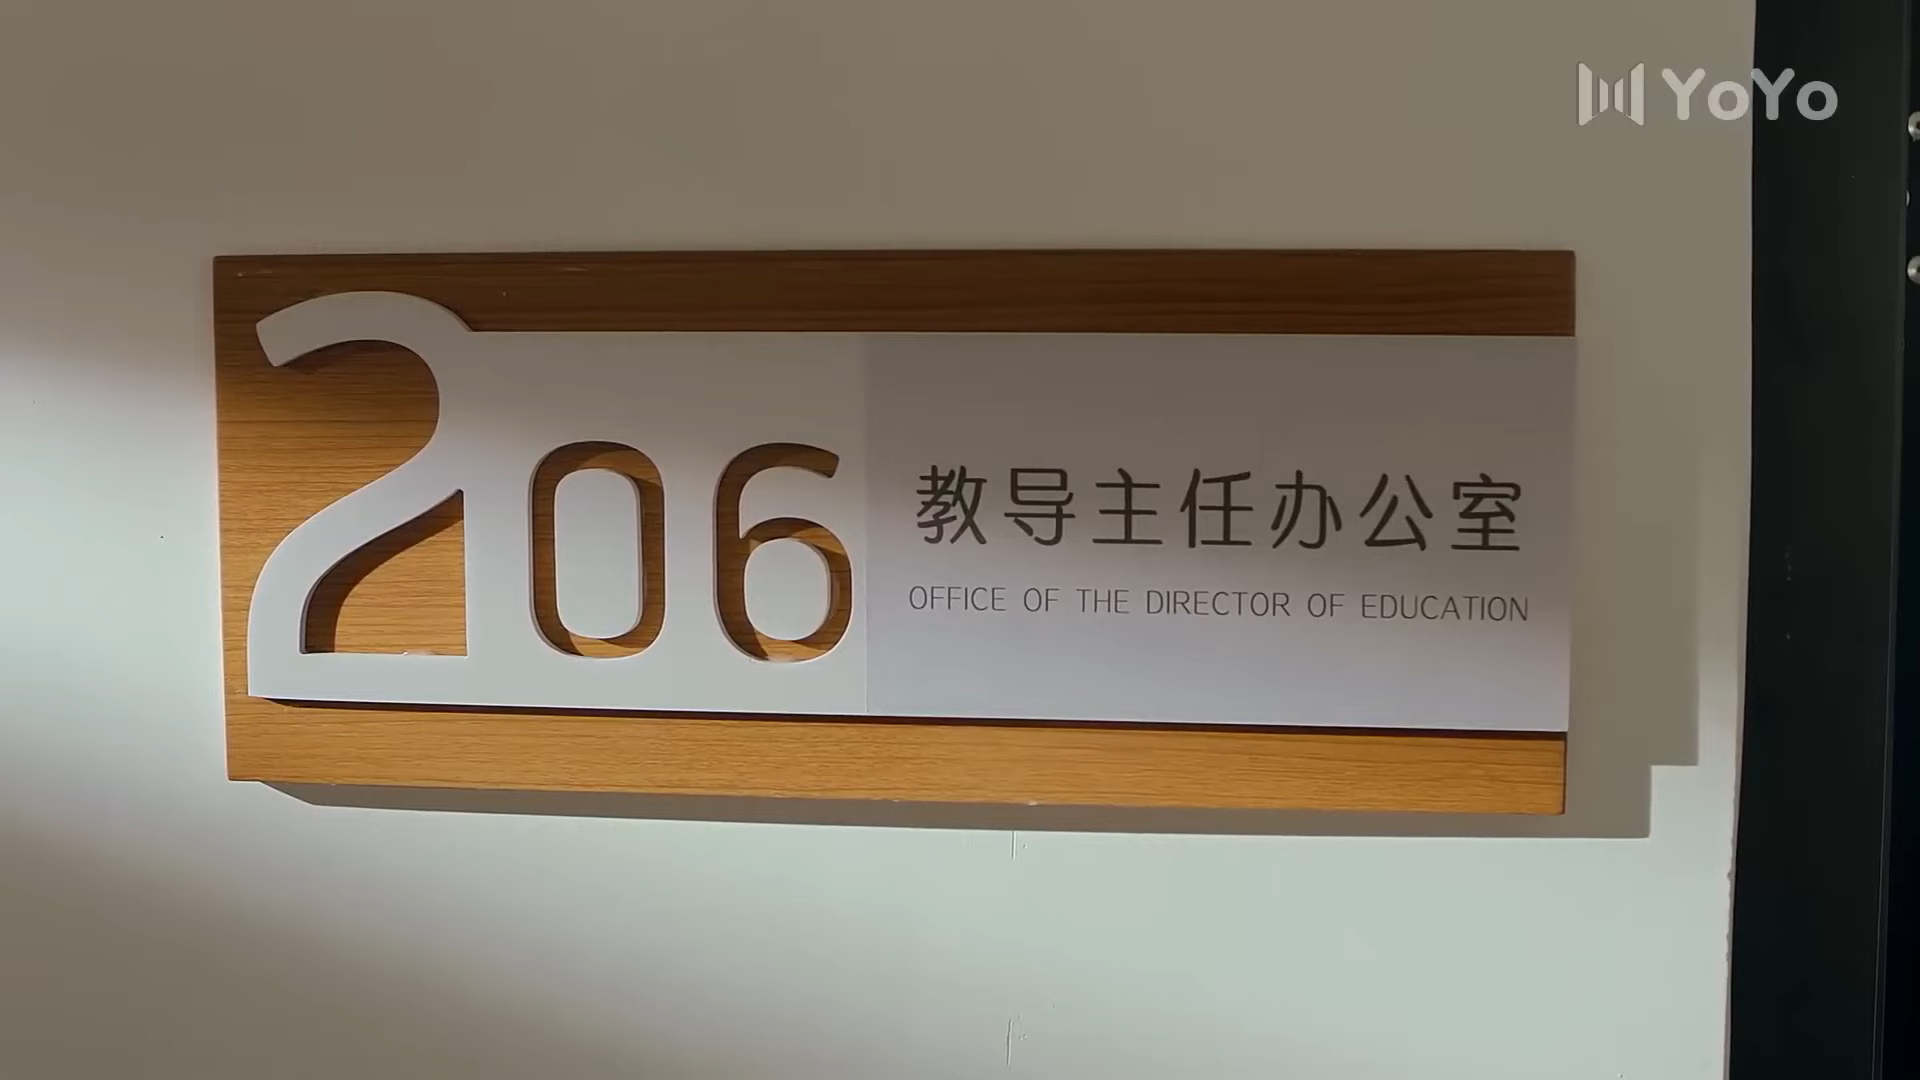 YoYo
206
教导主任办公室
OFFICE OF THE DIRECTOR OF EDUCATION